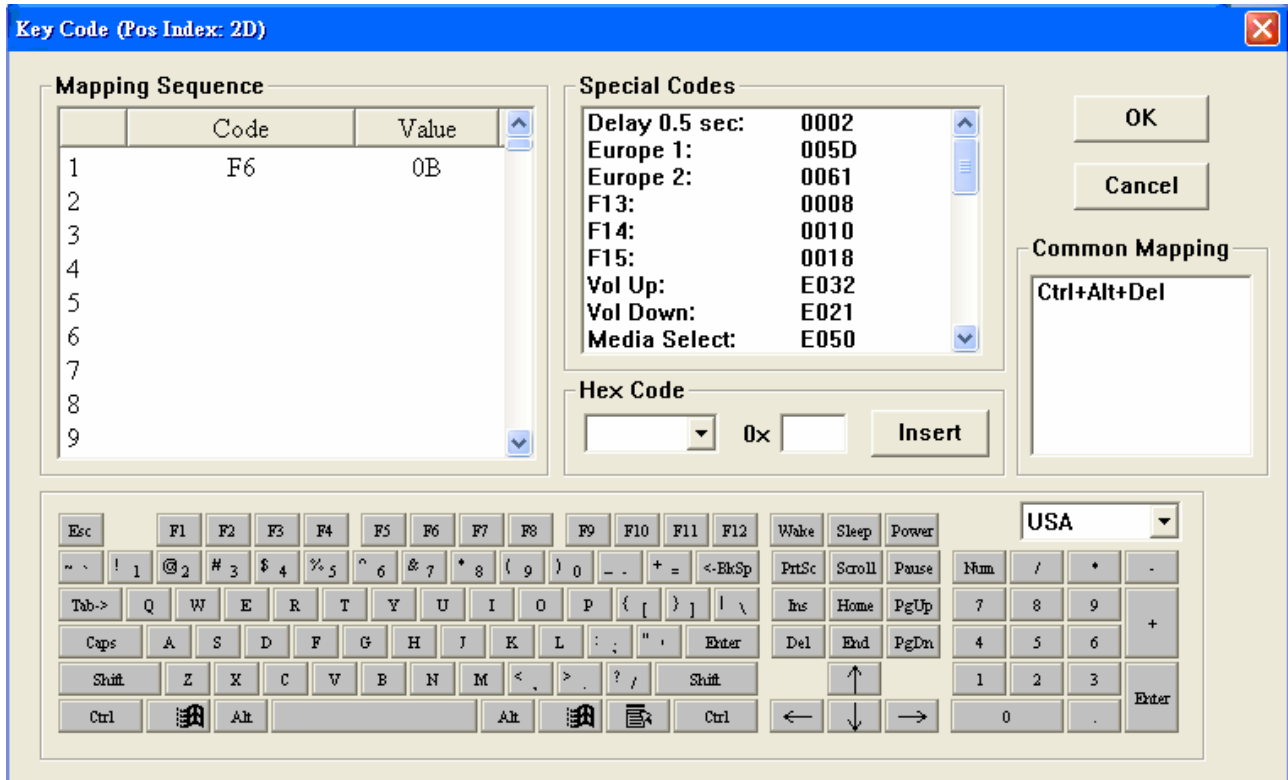 Key Code (Pos Index: 2D)
Mapping Sequence
Code Value
1 F6 0B
2
3
4
5
6
7
8
9
Special Codes
Delay 0.5 sec: 0002
Europe 1: 005D
Europe 2: 0061
F13: 0008
F14: 0010
F15: 0018
Vol Up: E032
Vol Down: E021
Media Select: E050
Hex Code
0x Insert
OK
Cancel
Common Mapping
Ctrl+Alt+Del
USA
Esc F1 F2 F3 F4 F5 F6 F7 F8 F9 F10 F11 F12 Wake Sleep Power
~ ` ! 1 @ 2 # 3 $ 4 % 5 ^ 6 & 7 * 8 ( 9 ) 0 _ - + = <-BkSp PrtSc Scroll Pause Num / * -
Tab-> Q W E R T Y U I O P { [ } ] | \ Ins Home PgUp 7 8 9 +
Caps A S D F G H J K L : ; " ' Enter Del End PgDn 4 5 6
Shift Z X C V B N M < , > . ? / Shift ↑ 1 2 3 Enter
Ctrl Alt Alt Ctrl ← ↓ → 0 .